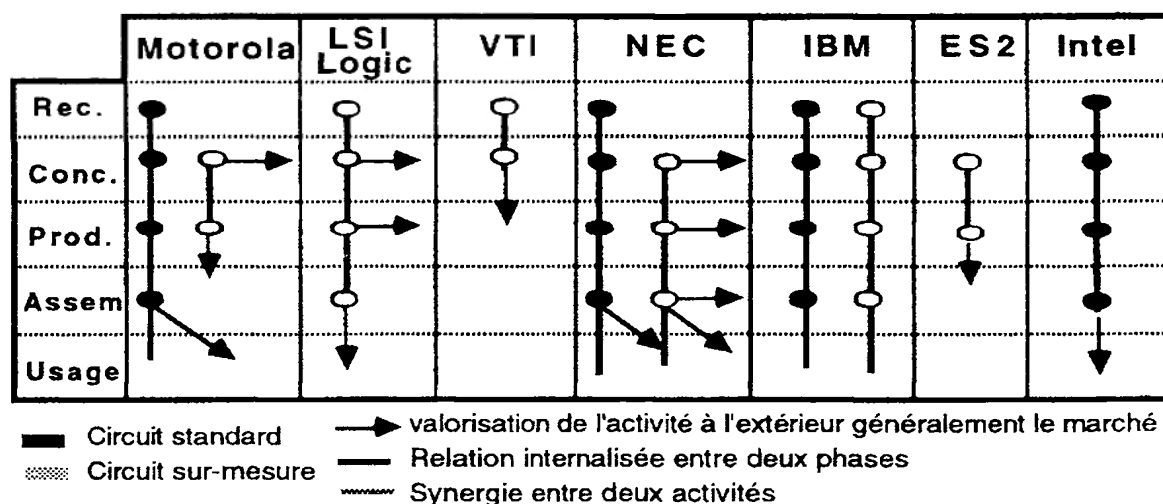 Motorola LSI Logic VTI NEC IBM ES2 Intel
Rec.
Conc.
Prod.
Assem
Usage
Circuit standard
Circuit sur-mesure
valorisation de l'activité à l'extérieur généralement le marché
Relation internalisée entre deux phases
Synergie entre deux activités